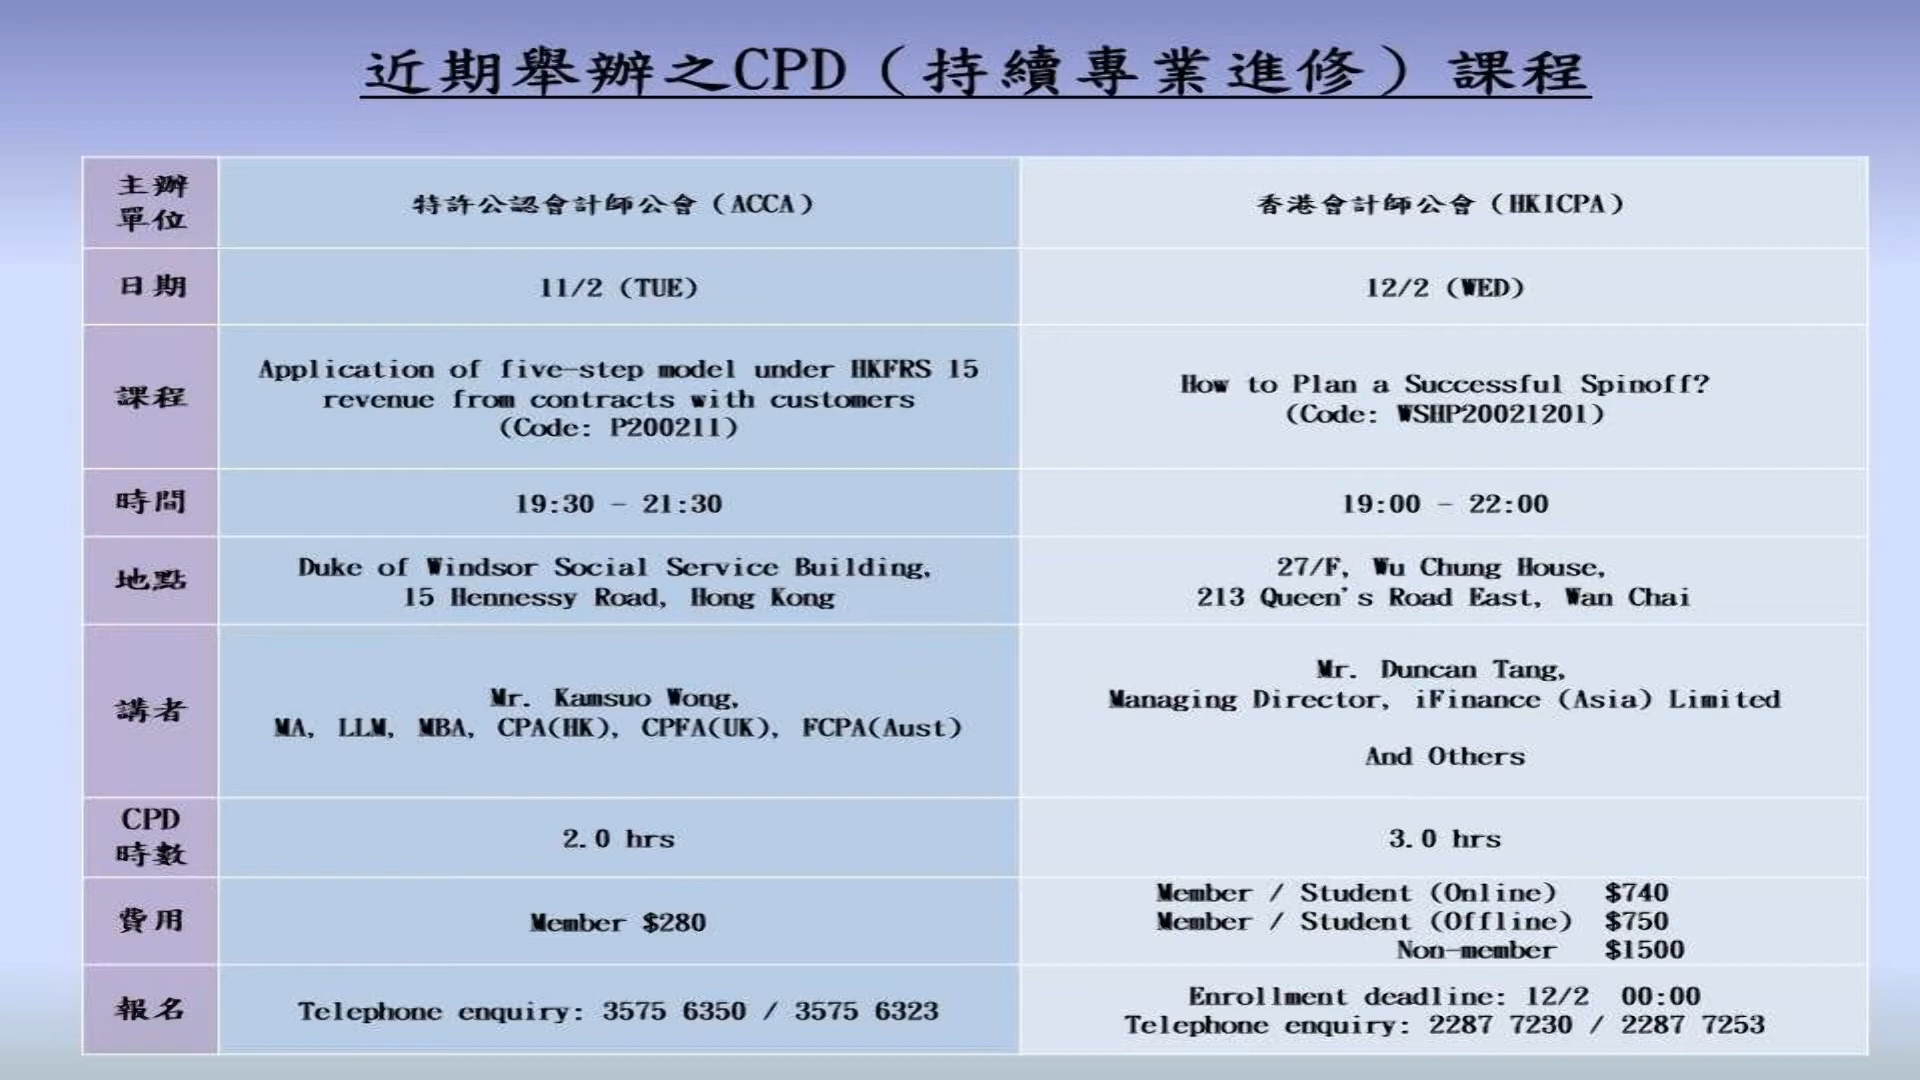 近期舉辦之CPD（持續專業進修）課程
主辦
單位
特許公認會計師公會（ACCA）
香港會計師公會（HKICPA）
日期
11/2 (TUE)
12/2 (WED)
課程
Application of five-step model under HKFRS 15
revenue from contracts with customers
(Code: P200211)
How to Plan a Successful Spinoff?
(Code: WSHP20021201)
時間
19:30 – 21:30
19:00 – 22:00
地點
Duke of Windsor Social Service Building,
15 Hennessy Road, Hong Kong
27/F, Wu Chung House,
213 Queen's Road East, Wan Chai
講者
Mr. Kamsuo Wong,
MA, LLM, MBA, CPA(HK), CPFA(UK), FCPA(Aust)
Mr. Duncan Tang,
Managing Director, iFinance (Asia) Limited
And Others
CPD
時數
2.0 hrs
3.0 hrs
費用
Member $280
Member / Student (Online) $740
Member / Student (Offline) $750
Non-member $1500
報名
Telephone enquiry: 3575 6350 / 3575 6323
Enrollment deadline: 12/2 00:00
Telephone enquiry: 2287 7230 / 2287 7253